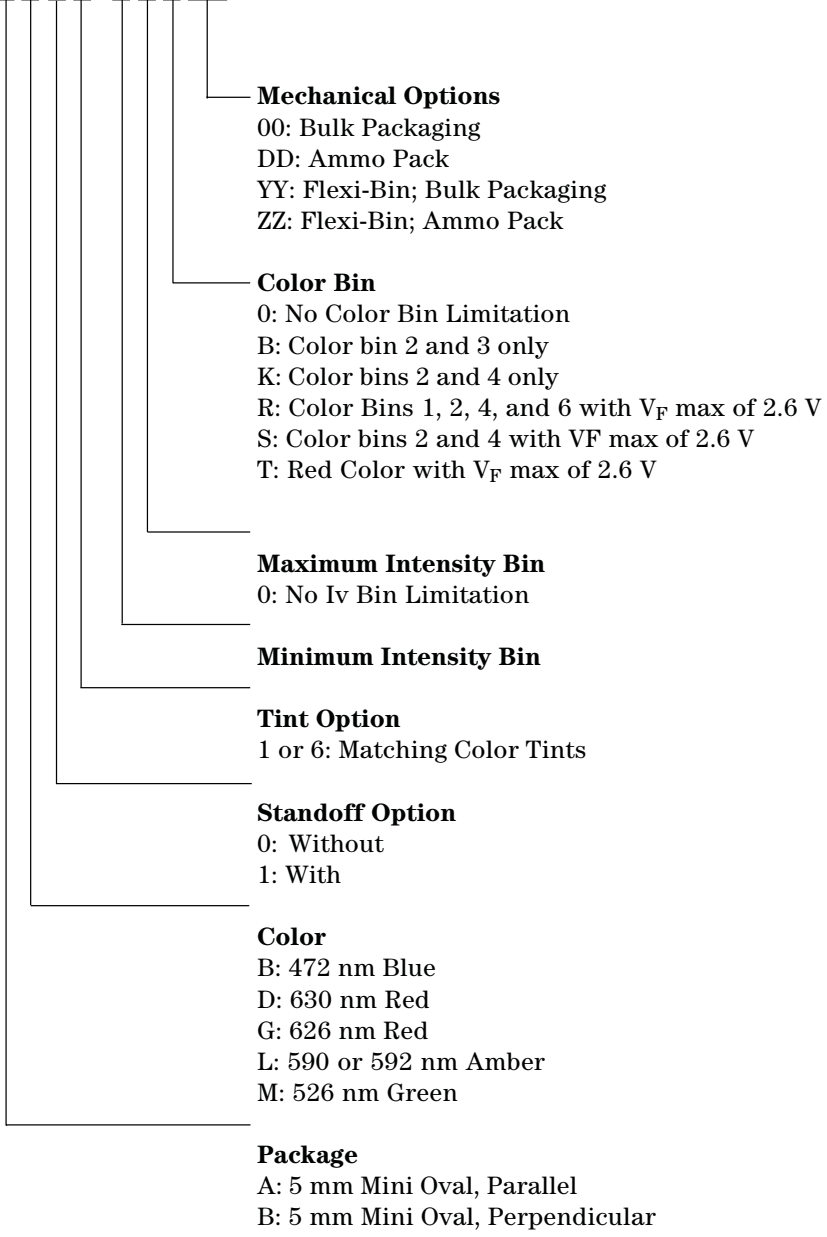 Mechanical Options
00: Bulk Packaging
DD: Ammo Pack
YY: Flexi-Bin; Bulk Packaging
ZZ: Flexi-Bin; Ammo Pack
Color Bin
0: No Color Bin Limitation
B: Color bin 2 and 3 only
K: Color bins 2 and 4 only
R: Color Bins 1, 2, 4, and 6 with VF max of 2.6 V
S: Color bins 2 and 4 with VF max of 2.6 V
T: Red Color with VF max of 2.6 V
Maximum Intensity Bin
0: No Iv Bin Limitation
Minimum Intensity Bin
Tint Option
1 or 6: Matching Color Tints
Standoff Option
0: Without
1: With
Color
B: 472 nm Blue
D: 630 nm Red
G: 626 nm Red
L: 590 or 592 nm Amber
M: 526 nm Green
Package
A: 5 mm Mini Oval, Parallel
B: 5 mm Mini Oval, Perpendicular